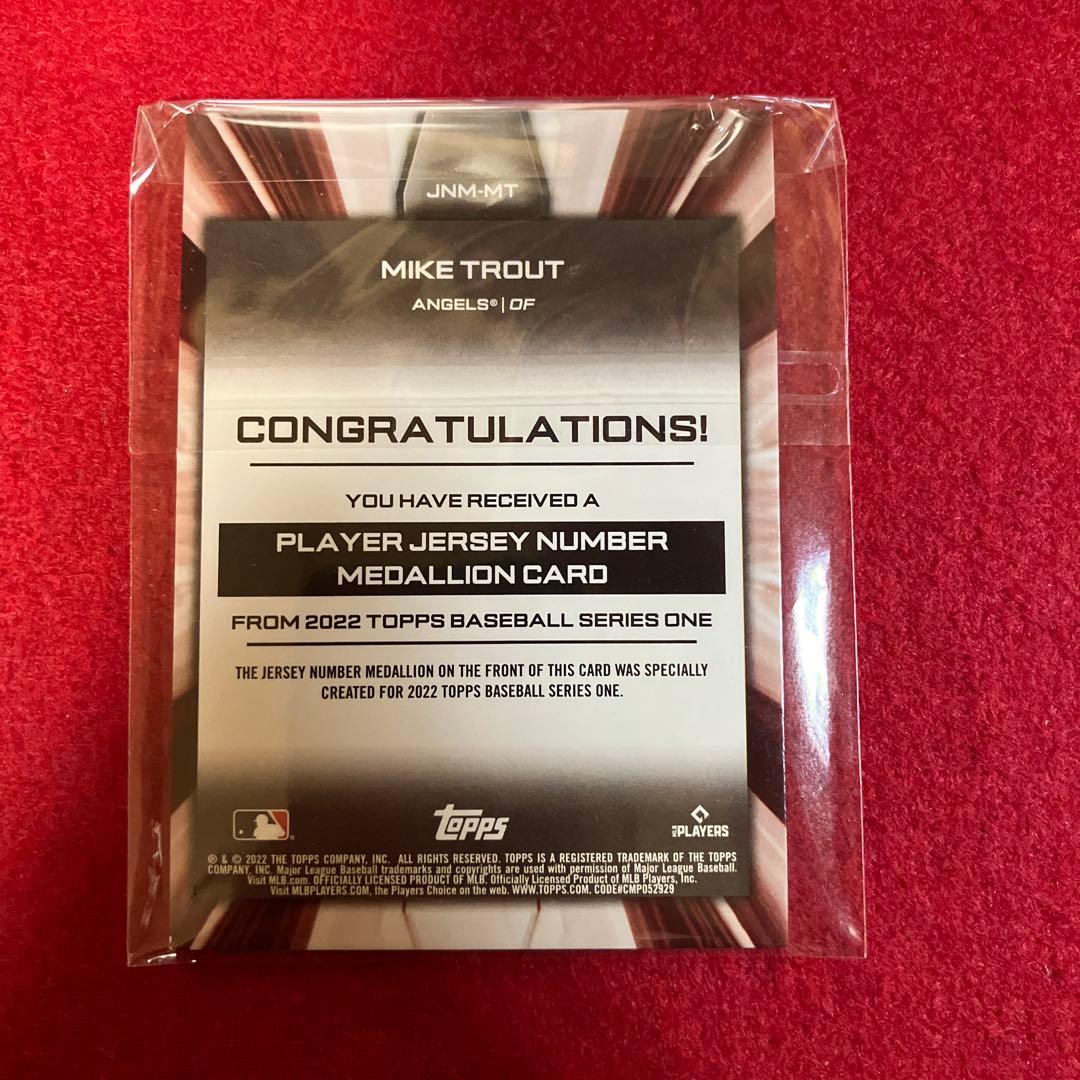 JNM-MT
MIKE TROUT
ANGELS® | OF
CONGRATULATIONS!
YOU HAVE RECEIVED A
PLAYER JERSEY NUMBER
MEDALLION CARD
FROM 2022 TOPPS BASEBALL SERIES ONE
THE JERSEY NUMBER MEDALLION ON THE FRONT OF THIS CARD WAS SPECIALLY
CREATED FOR 2022 TOPPS BASEBALL SERIES ONE.
topps
PLAYERS
® & © 2022 THE TOPPS COMPANY, INC. ALL RIGHTS RESERVED. TOPPS IS A REGISTERED TRADEMARK OF THE TOPPS
COMPANY, INC. Major League Baseball trademarks and copyrights are used with permission of Major League Baseball.
Visit MLB.com. OFFICIALLY LICENSED PRODUCT OF MLB. Officially Licensed Product of MLB Players, Inc.
Visit MLBPLAYERS.COM, the Players Choice on the web. WWW.TOPPS.COM. CODE#CMP052929